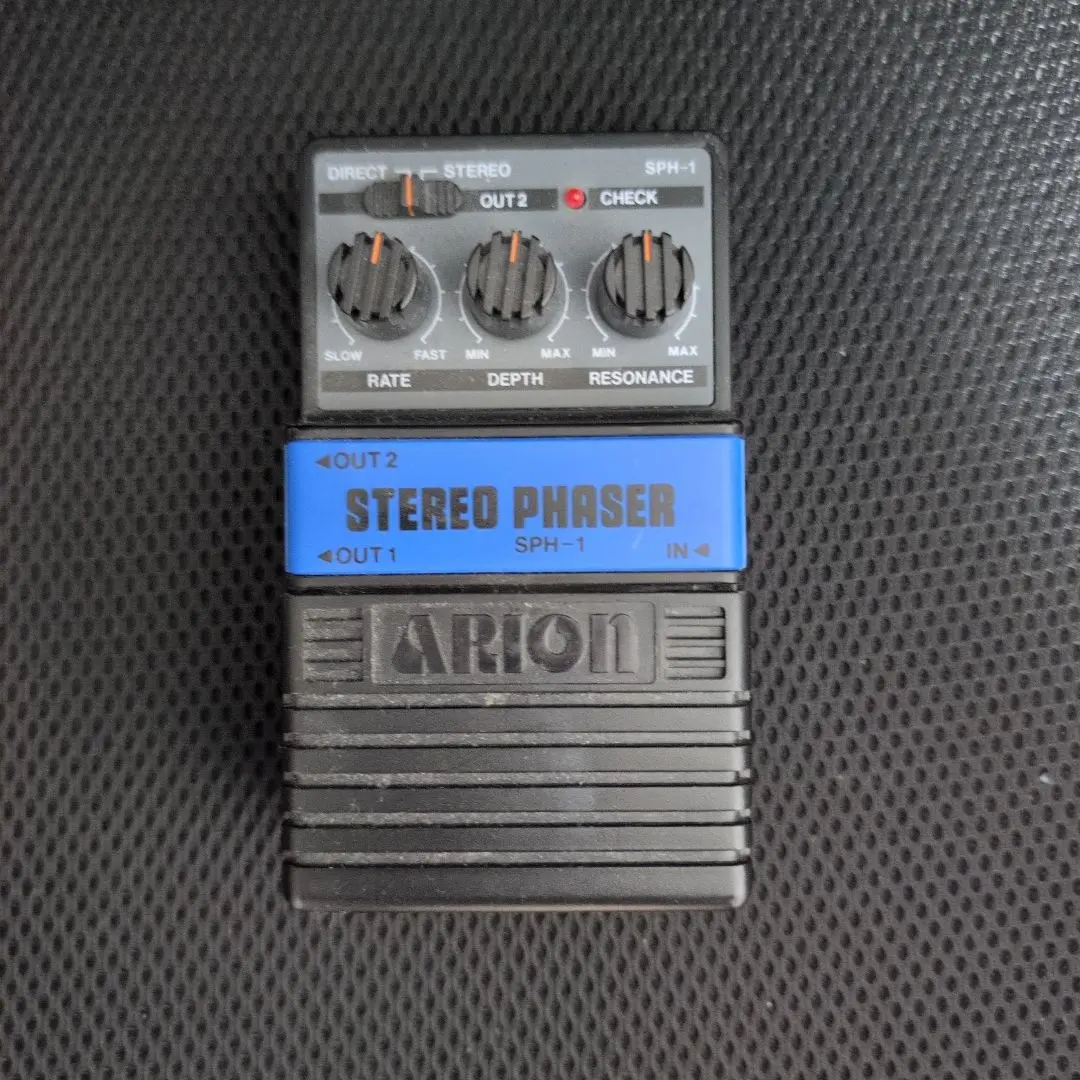 DIRECT STEREO SPH-1
OUT 2 CHECK
SLOW FAST MIN MAX MIN MAX
RATE DEPTH RESONANCE
◀OUT 2
STEREO PHASER
SPH-1
◀OUT 1 IN◀
ARION